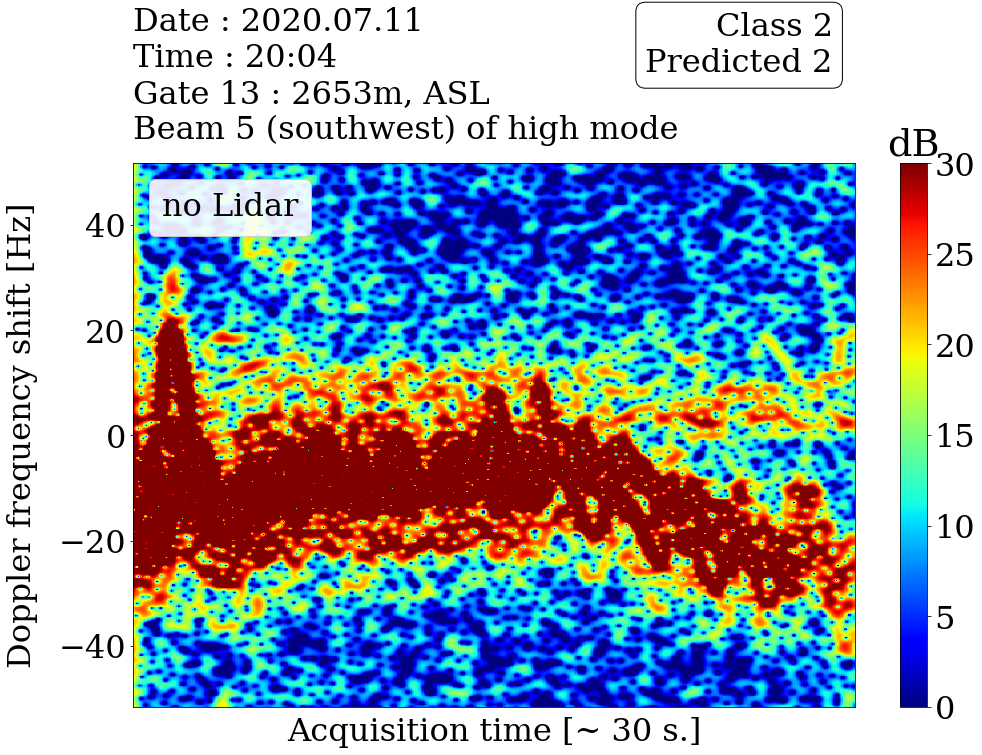 Date : 2020.07.11
Time : 20:04
Gate 13 : 2653m, ASL
Beam 5 (southwest) of high mode
Class 2
Predicted 2
dB
no Lidar
Doppler frequency shift [Hz]
40
20
0
−20
−40
30
25
20
15
10
5
0
Acquisition time [~ 30 s.]